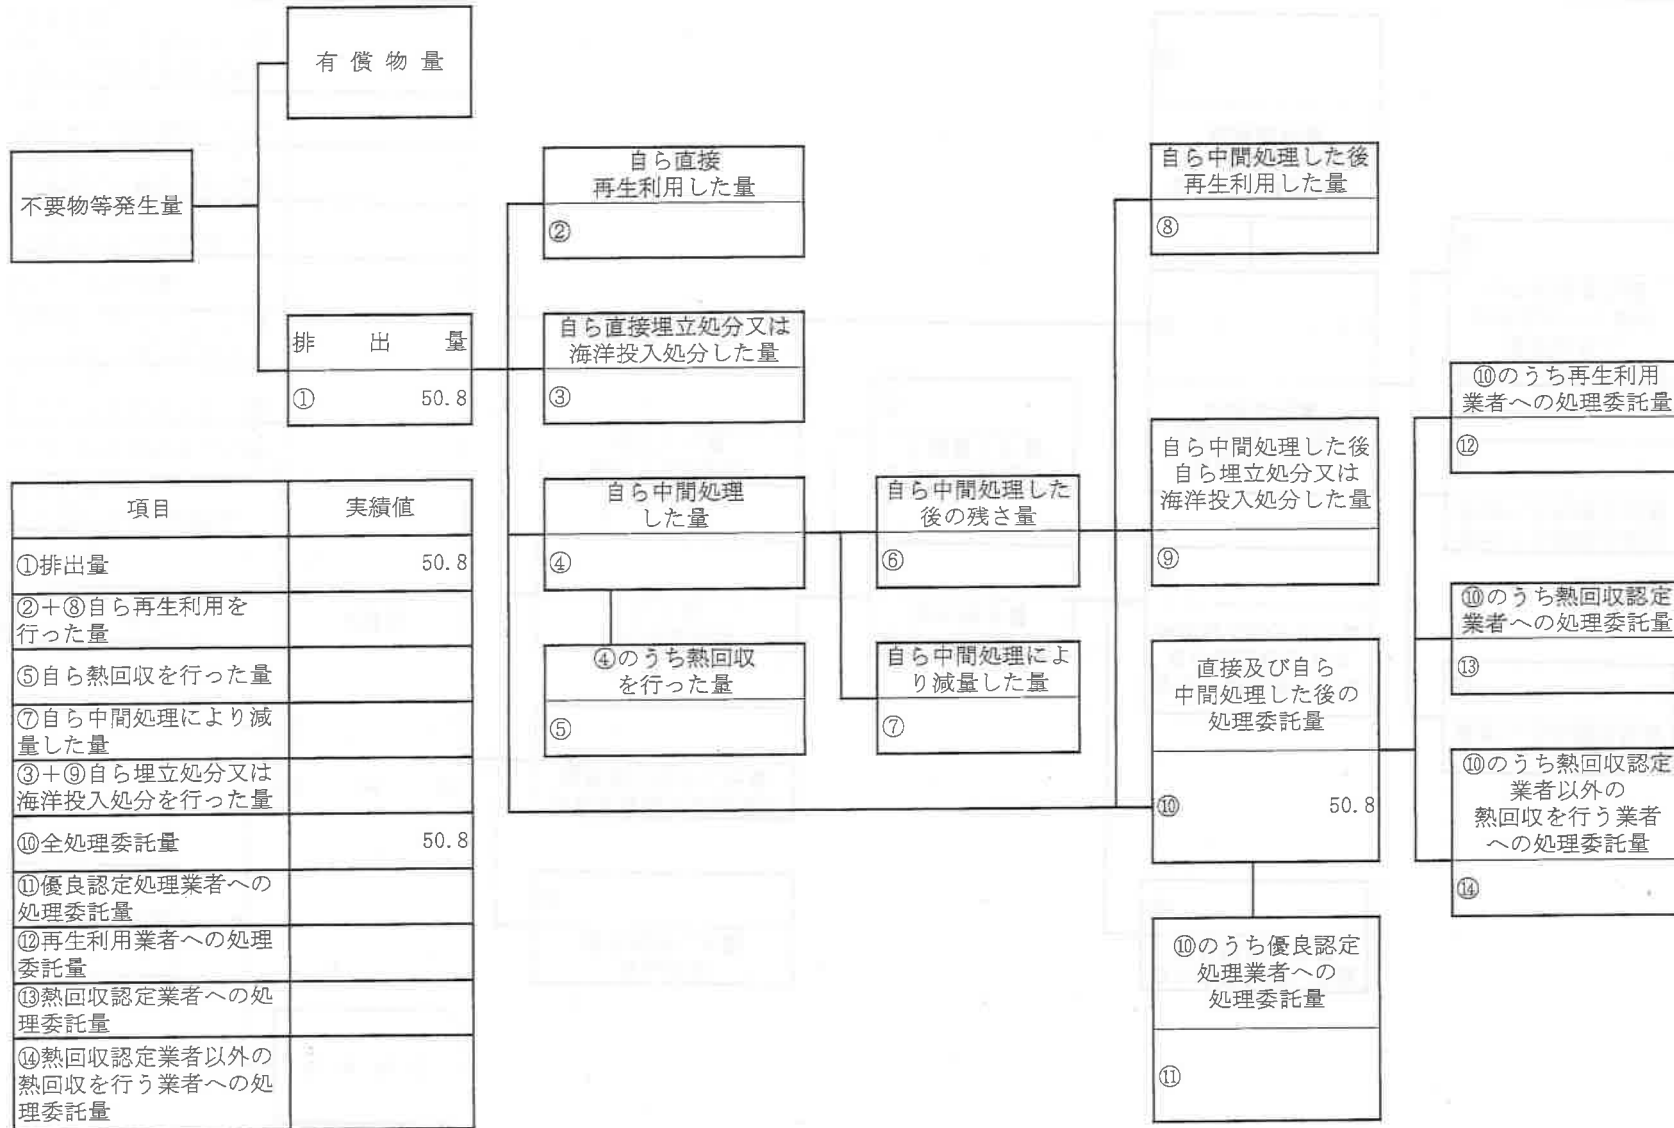 有償物量
不要物等発生量
排出量
① 50.8
自ら直接
再生利用した量
②
自ら直接埋立処分又は
海洋投入処分した量
③
自ら中間処理
した量
④
④のうち熱回収
を行った量
⑤
自ら中間処理した
後の残さ量
⑥
自ら中間処理によ
り減量した量
⑦
自ら中間処理した後
再生利用した量
⑧
自ら中間処理した後
自ら埋立処分又は
海洋投入処分した量
⑨
直接及び自ら
中間処理した後の
処理委託量
⑩ 50.8
⑩のうち優良認定
処理業者への
処理委託量
⑪
⑩のうち再生利用
業者への処理委託量
⑫
⑩のうち熱回収認定
業者への処理委託量
⑬
⑩のうち熱回収認定
業者以外の
熱回収を行う業者
への処理委託量
⑭
項目 実績値
①排出量 50.8
②+⑧自ら再生利用を
行った量
⑤自ら熱回収を行った量
⑦自ら中間処理により減
量した量
③+⑨自ら埋立処分又は
海洋投入処分を行った量
⑩全処理委託量 50.8
⑪優良認定処理業者への
処理委託量
⑫再生利用業者への処理
委託量
⑬熱回収認定業者への処
理委託量
⑭熱回収認定業者以外の
熱回収を行う業者への処
理委託量